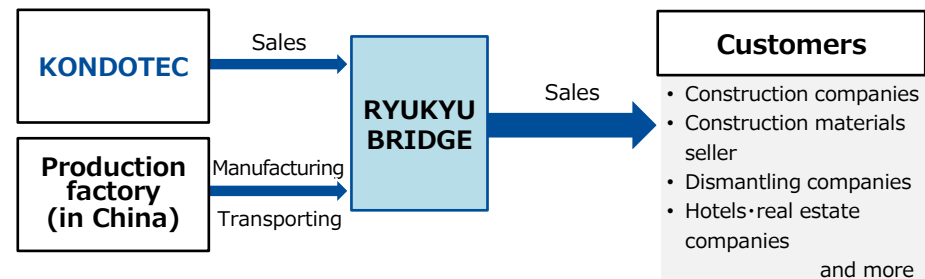 KONDOTEC
Sales
Production
factory
(in China)
Manufacturing
Transporting
RYUKYU
BRIDGE
Sales
Customers
• Construction companies
• Construction materials
seller
• Dismantling companies
• Hotels・real estate
companies
and more